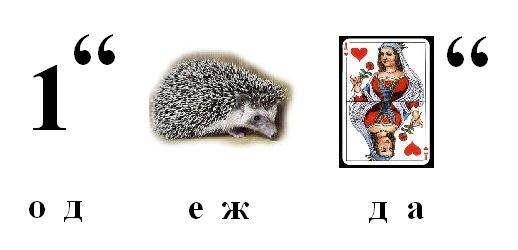 1“ “
о д е ж д а